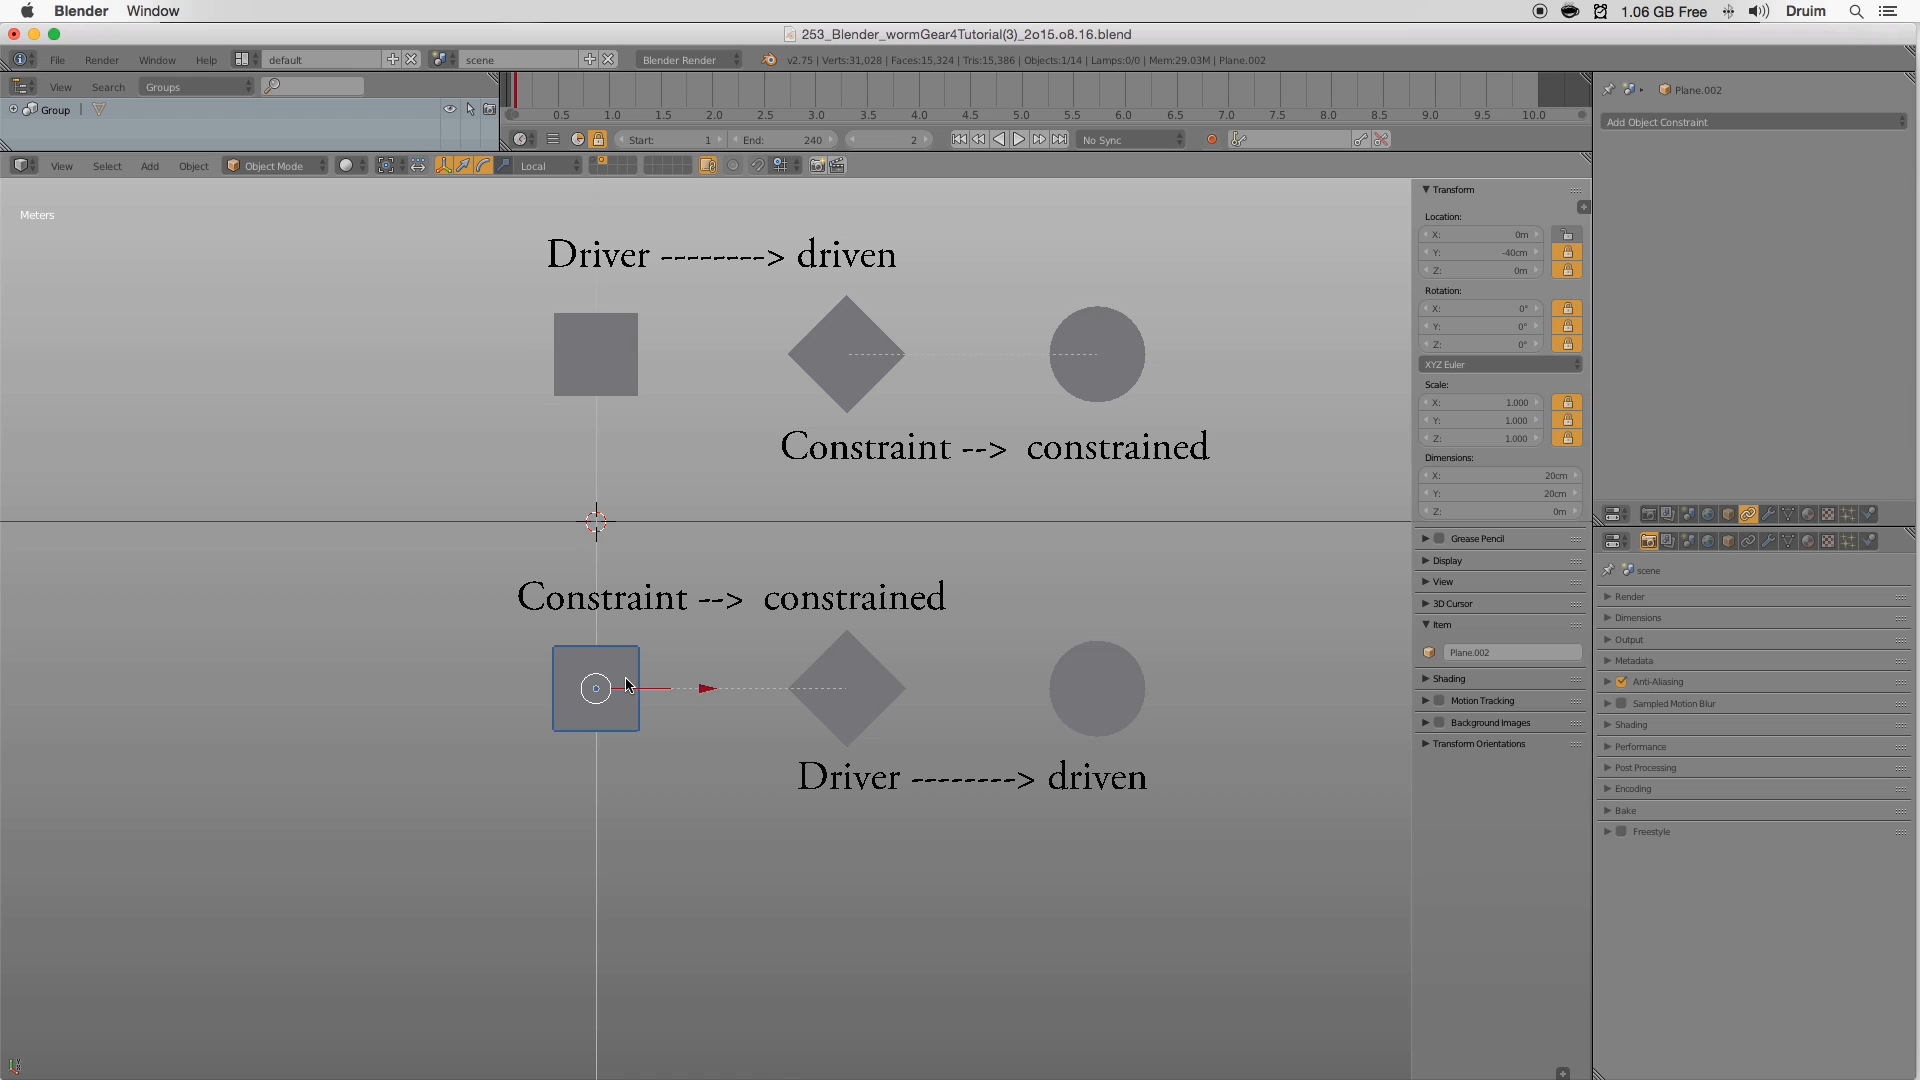 Blender Window 1.06 GB Free Druim
253_Blender_wormGear4Tutorial(3)_2o15.o8.16.blend
File Render Window Help default scene Blender Render v2.75 | Verts:31,028 | Faces:15,324 | Tris:15,386 | Objects:1/14 | Lamps:0/0 | Mem:29.03M | Plane.002
View Search Groups
Group
0.5 1.0 1.5 2.0 2.5 3.0 3.5 4.0 4.5 5.0 5.5 6.0 6.5 7.0 7.5 8.0 8.5 9.0 9.5 10.0
Start: 1 End: 240 2 No Sync
View Select Add Object Object Mode Local
Meters
Driver --------> driven
Constraint --> constrained
Constraint --> constrained
Driver --------> driven
Transform
Location:
X: 0m
Y: -40cm
Z: 0m
Rotation:
X: 0°
Y: 0°
Z: 0°
XYZ Euler
Scale:
X: 1.000
Y: 1.000
Z: 1.000
Dimensions:
X: 20cm
Y: 20cm
Z: 0m
Grease Pencil
Display
View
3D Cursor
Item
Plane.002
Shading
Motion Tracking
Background Images
Transform Orientations
Plane.002
Add Object Constraint
scene
Render
Dimensions
Output
Metadata
Anti-Aliasing
Sampled Motion Blur
Shading
Performance
Post Processing
Encoding
Bake
Freestyle